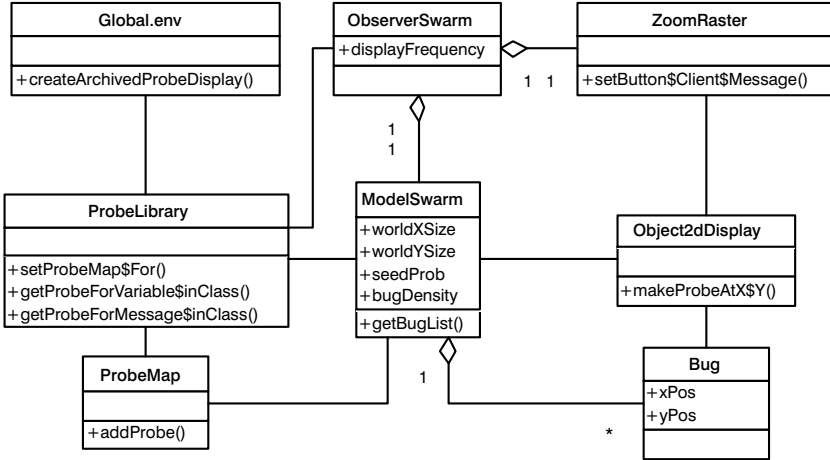 Global.env
+createArchivedProbeDisplay()
ObserverSwarm
+displayFrequency
ZoomRaster
+setButton$Client$Message()
1 1
1
1
ProbeLibrary
+setProbeMap$For()
+getProbeForVariable$inClass()
+getProbeForMessage$inClass()
ModelSwarm
+worldXSize
+worldYSize
+seedProb
+bugDensity
+getBugList()
Object2dDisplay
+makeProbeAtX$Y()
ProbeMap
+addProbe()
1
*
Bug
+xPos
+yPos